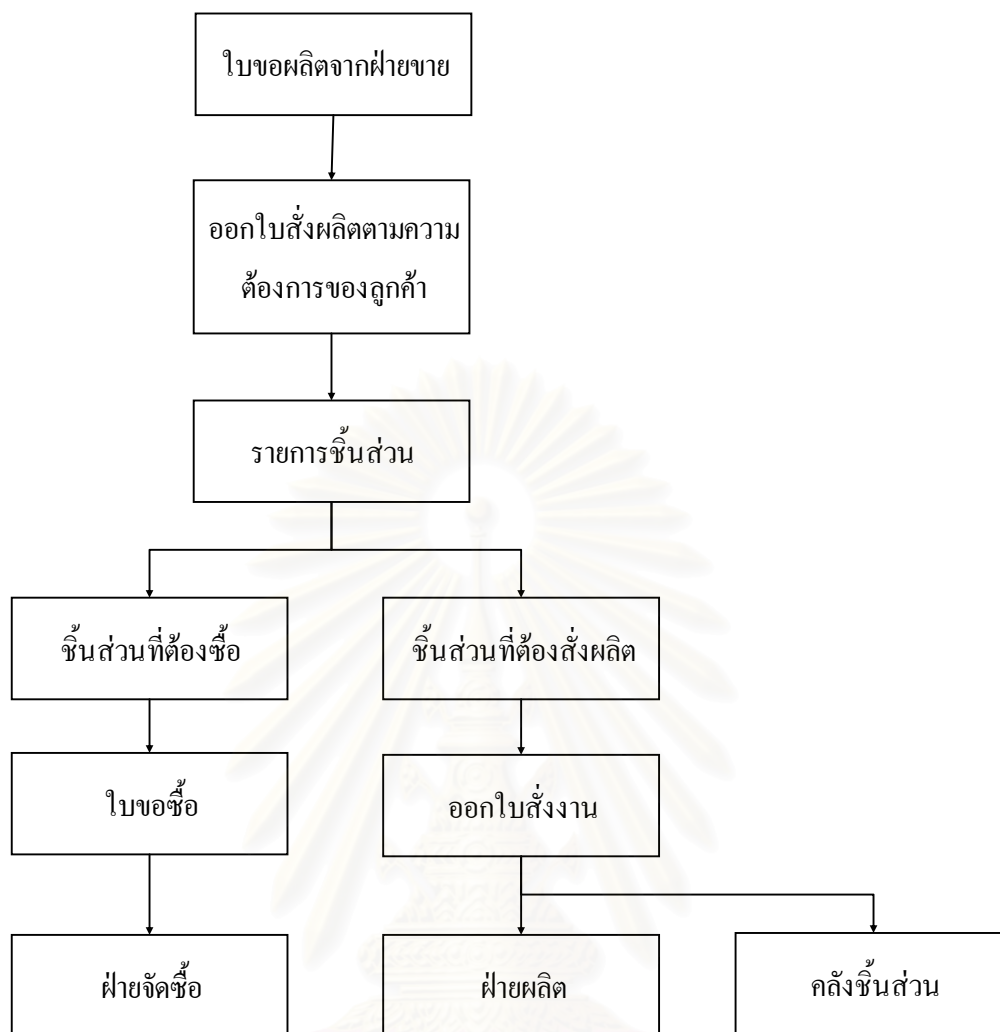 ใบขอผลิตจากฝ่ายขาย
ออกใบสั่งผลิตตามความ
ต้องการของลูกค้า
รายการชิ้นส่วน
ชิ้นส่วนที่ต้องซื้อ
ชิ้นส่วนที่ต้องสั่งผลิต
ใบขอซื้อ
ออกใบสั่งงาน
ฝ่ายจัดซื้อ
ฝ่ายผลิต
คลังชิ้นส่วน